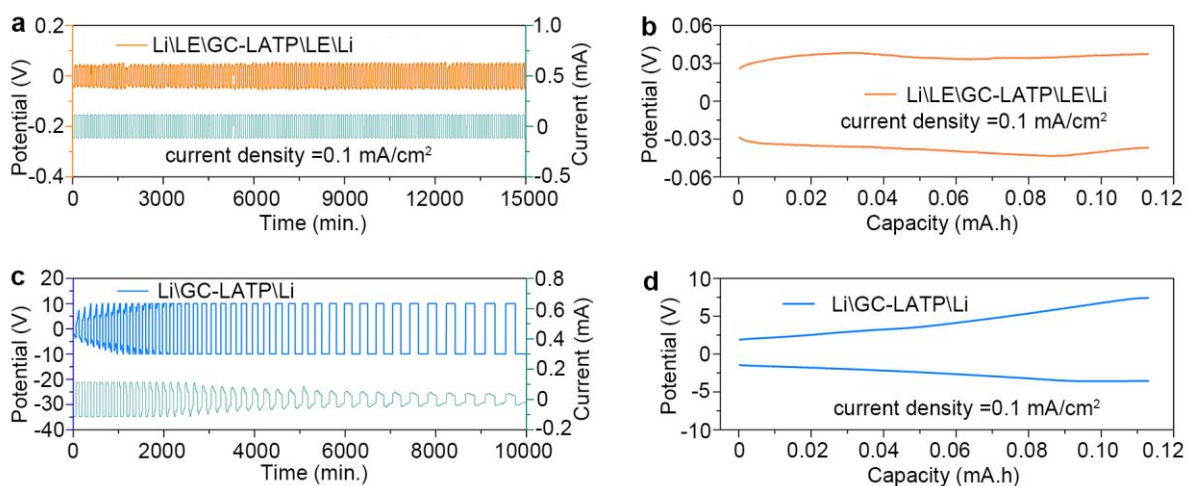 a
Li\LE\GC-LATP\LE\Li
current density =0.1 mA/cm²
Potential (V)
0.2
0
-0.2
-0.4
Current (mA)
1.0
0.5
0
-0.5
0 3000 6000 9000 12000 15000
Time (min.)
b
Li\LE\GC-LATP\LE\Li
current density =0.1 mA/cm²
Potential (V)
0.06
0.03
0
-0.03
-0.06
0 0.02 0.04 0.06 0.08 0.10 0.12
Capacity (mA.h)
c
Li\GC-LATP\Li
Potential (V)
20
10
0
-10
-20
-30
-40
Current (mA)
0.8
0.6
0.4
0.2
0
-0.2
0 2000 4000 6000 8000 10000
Time (min.)
d
Li\GC-LATP\Li
current density =0.1 mA/cm²
Potential (V)
10
5
0
-5
-10
0 0.02 0.04 0.06 0.08 0.10 0.12
Capacity (mA.h)